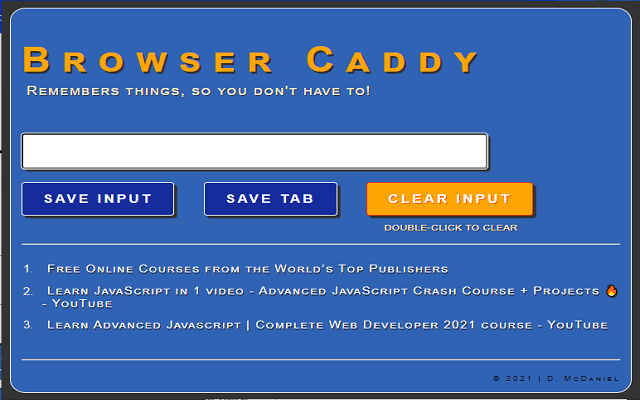 Browser Caddy
Remembers things, so you don't have to!
SAVE INPUT SAVE TAB CLEAR INPUT
DOUBLE-CLICK TO CLEAR
1. Free Online Courses from the World's Top Publishers
2. Learn JavaScript in 1 video - Advanced JavaScript Crash Course + Projects 🔥
- YouTube
3. Learn Advanced Javascript | Complete Web Developer 2021 course - YouTube
© 2021 | D. McDaniel